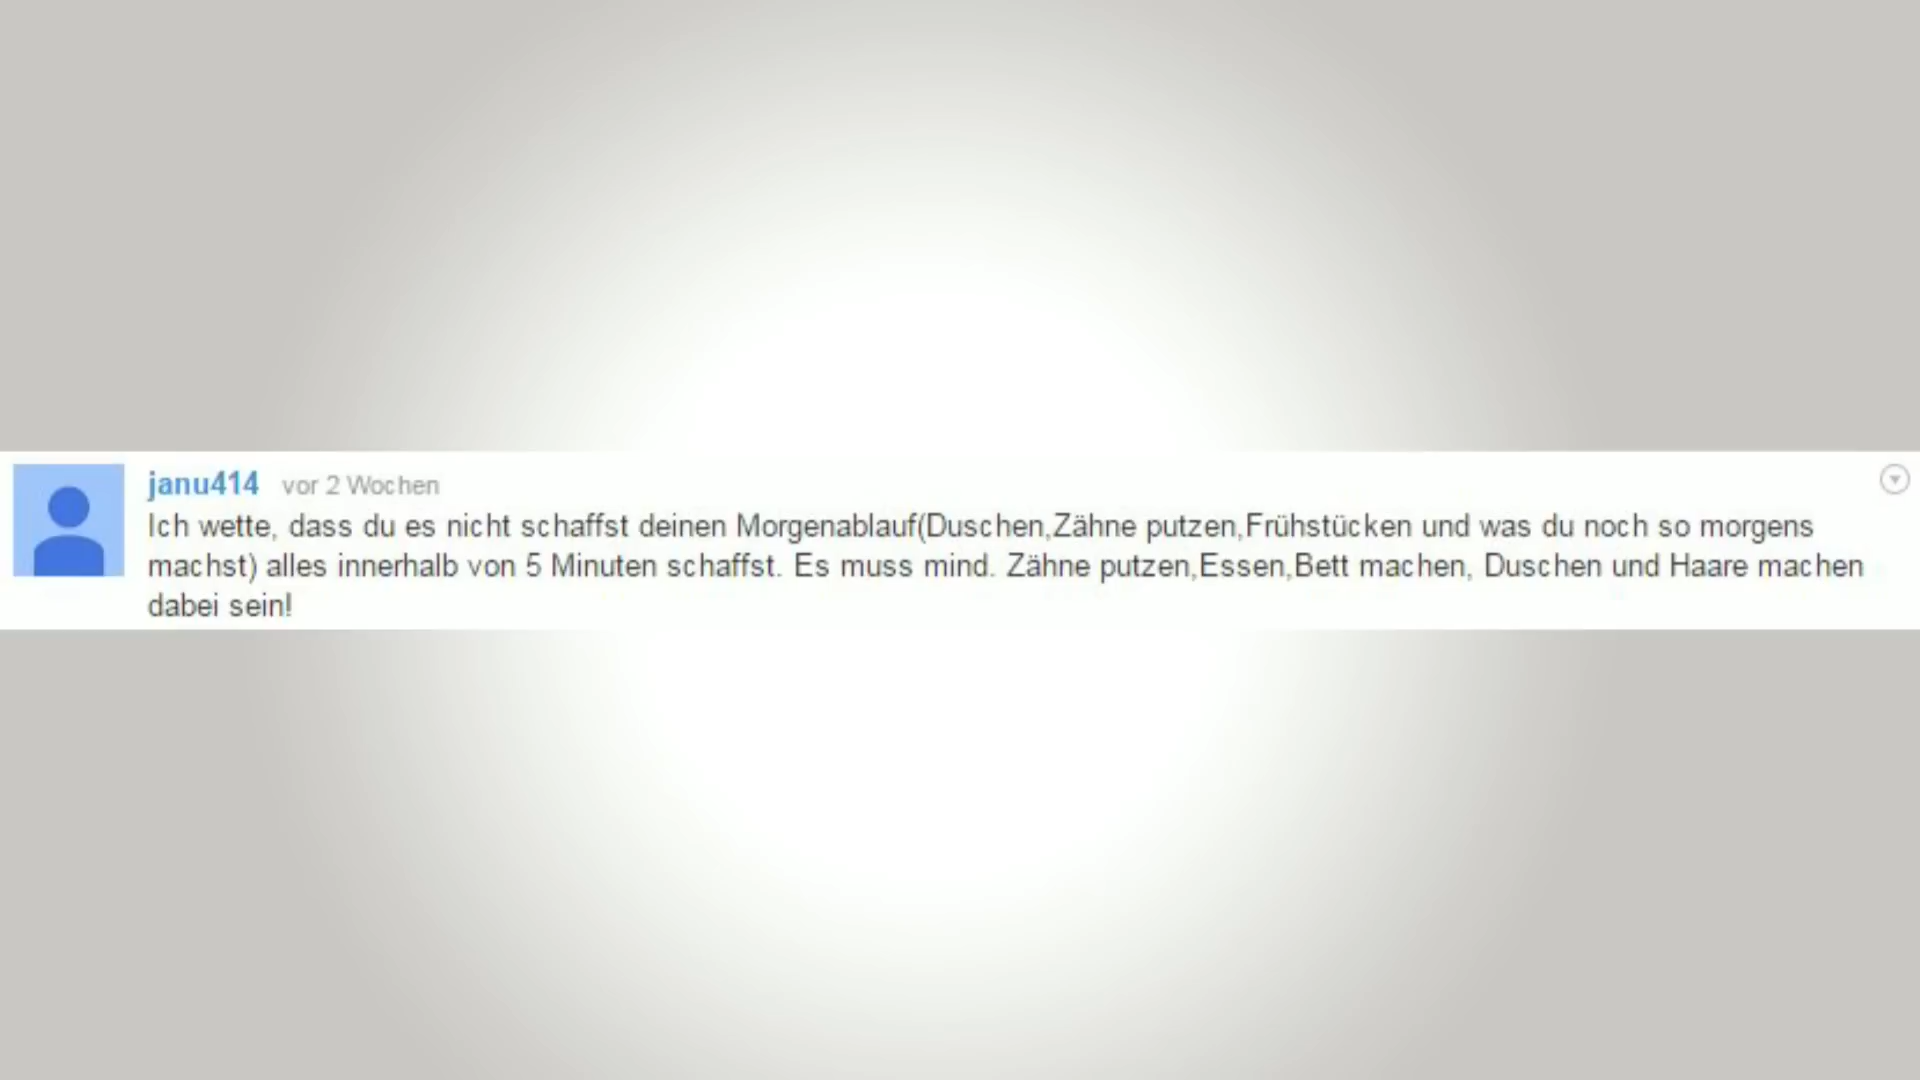 janu414 vor 2 Wochen
Ich wette, dass du es nicht schaffst deinen Morgenablauf(Duschen,Zähne putzen,Frühstücken und was du noch so morgens
machst) alles innerhalb von 5 Minuten schaffst. Es muss mind. Zähne putzen,Essen,Bett machen, Duschen und Haare machen
dabei sein!